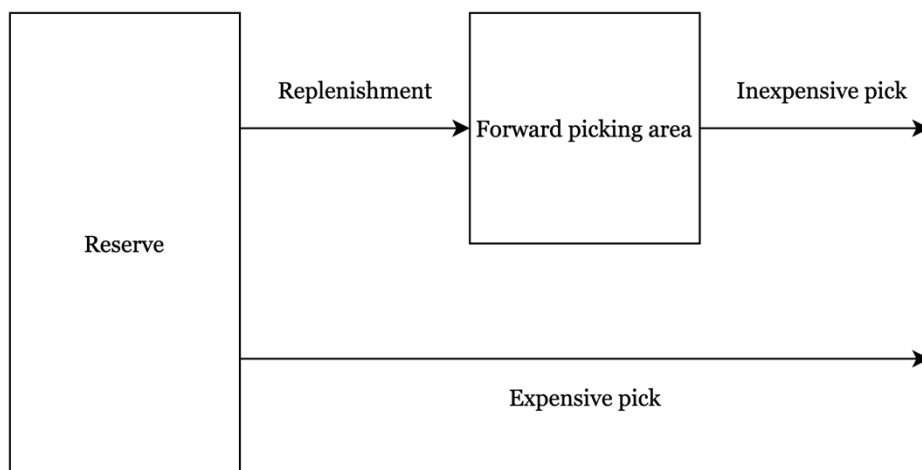 Replenishment
Inexpensive pick
Forward picking area
Reserve
Expensive pick